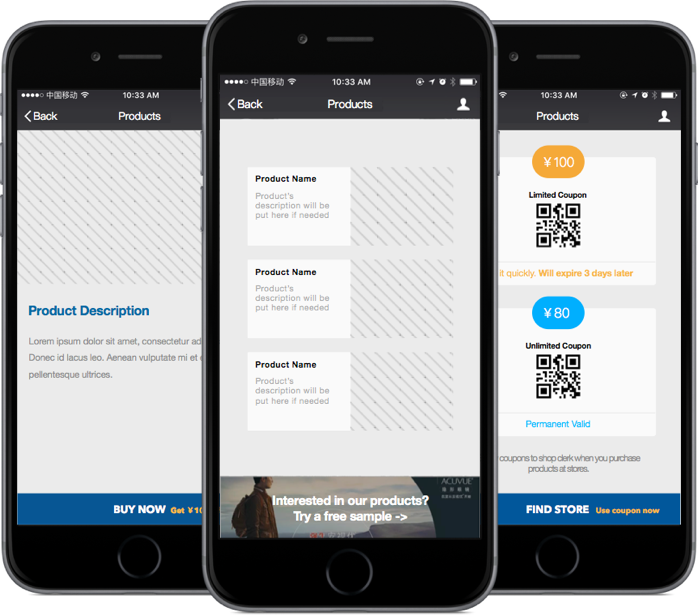 中国移动 10:33 AM
Back Products
Product Description
Lorem ipsum dolor sit amet, consectetur ad
Donec id lacus leo. Aenean vulputate mi et
pellentesque ultrices.
BUY NOW Get ￥10
中国移动 10:33 AM
Back Products
Product Name
Product's
description will be
put here if needed
Product Name
Product's
description will be
put here if needed
Product Name
Product's
description will be
put here if needed
ACUVUE
Interested in our products?
Try a free sample ->
10:33 AM
Products
￥100
Limited Coupon
it quickly. Will expire 3 days later
￥80
Unlimited Coupon
Permanent Valid
coupons to shop clerk when you purchase
products at stores.
FIND STORE Use coupon now